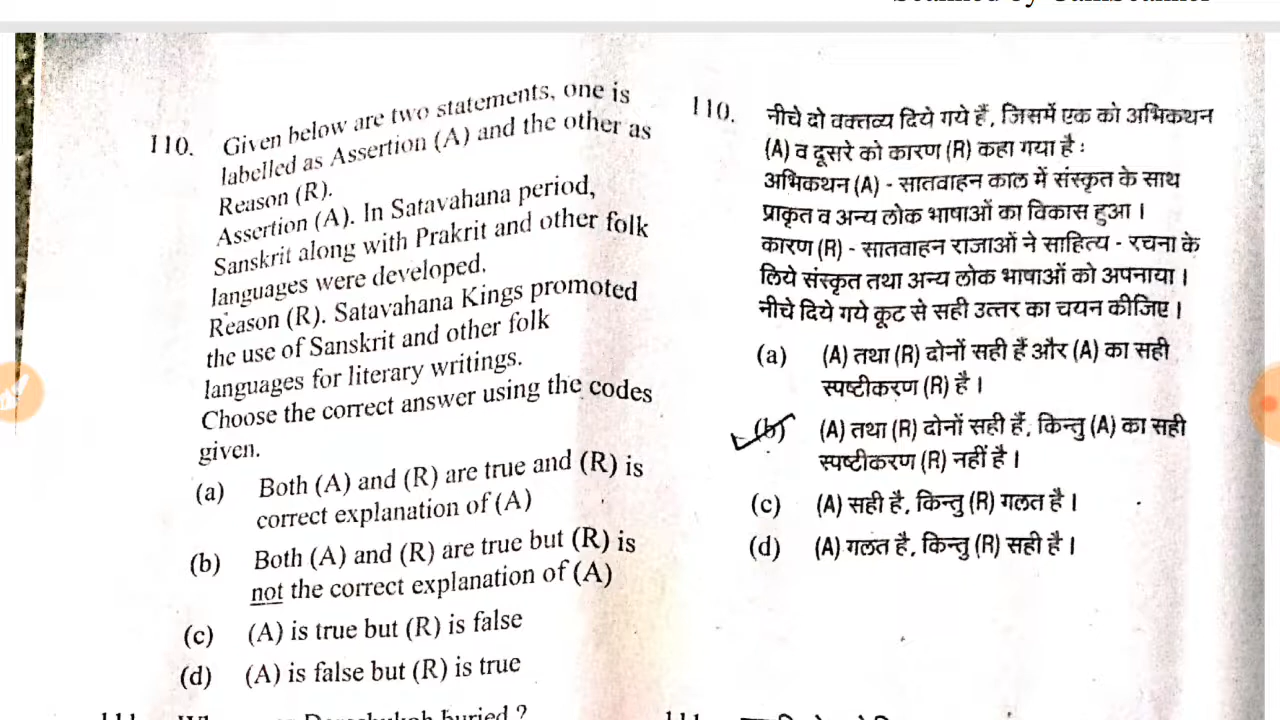 110. Given below are two statements, one is
labelled as Assertion (A) and the other as
Reason (R).
Assertion (A). In Satavahana period,
Sanskrit along with Prakrit and other folk
languages were developed.
Reason (R). Satavahana Kings promoted
the use of Sanskrit and other folk
languages for literary writings.
Choose the correct answer using the codes
given.
(a) Both (A) and (R) are true and (R) is
correct explanation of (A)
(b) Both (A) and (R) are true but (R) is
not the correct explanation of (A)
(c) (A) is true but (R) is false
(d) (A) is false but (R) is true
buried ?
110. नीचे दो वक्तव्य दिये गये हैं, जिसमें एक को अभिकथन
(A) व दूसरे को कारण (R) कहा गया है :
अभिकथन (A) - सातवाहन काल में संस्कृत के साथ
प्राकृत व अन्य लोक भाषाओं का विकास हुआ ।
कारण (R) - सातवाहन राजाओं ने साहित्य - रचना के
लिये संस्कृत तथा अन्य लोक भाषाओं को अपनाया ।
नीचे दिये गये कूट से सही उत्तर का चयन कीजिए ।
(a) (A) तथा (R) दोनों सही हैं और (A) का सही
स्पष्टीकरण (R) है ।
(b) (A) तथा (R) दोनों सही हैं, किन्तु (A) का सही
स्पष्टीकरण (R) नहीं है ।
(c) (A) सही है, किन्तु (R) गलत है ।
(d) (A) गलत है, किन्तु (R) सही है ।